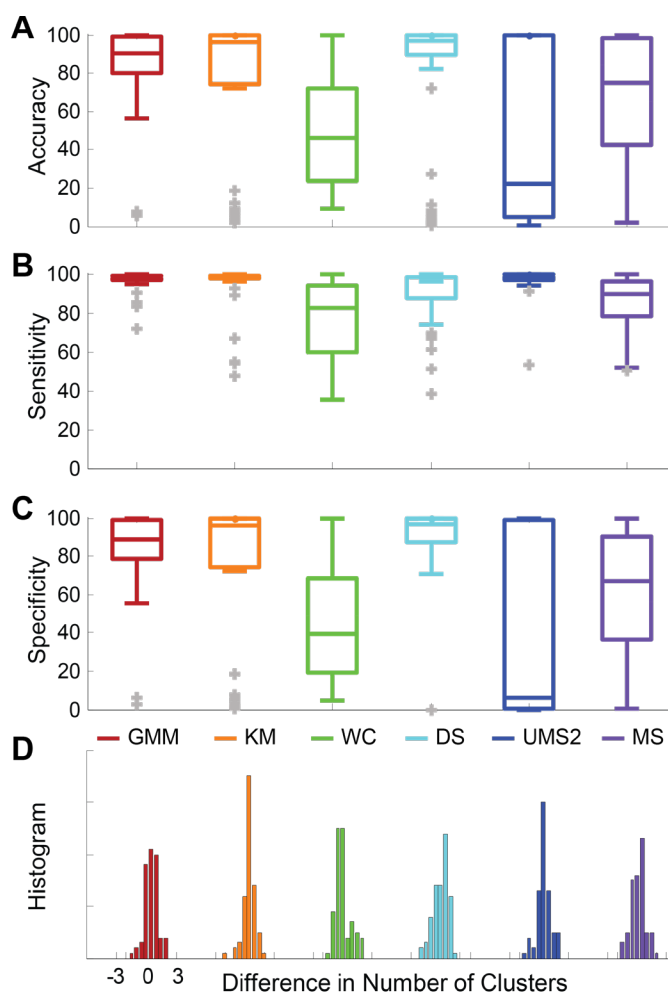 A
Accuracy
100
80
60
40
20
0
B
Sensitivity
100
80
60
40
20
0
C
Specificity
100
80
60
40
20
0
GMM KM WC DS UMS2 MS
D
Histogram
-3 0 3
Difference in Number of Clusters